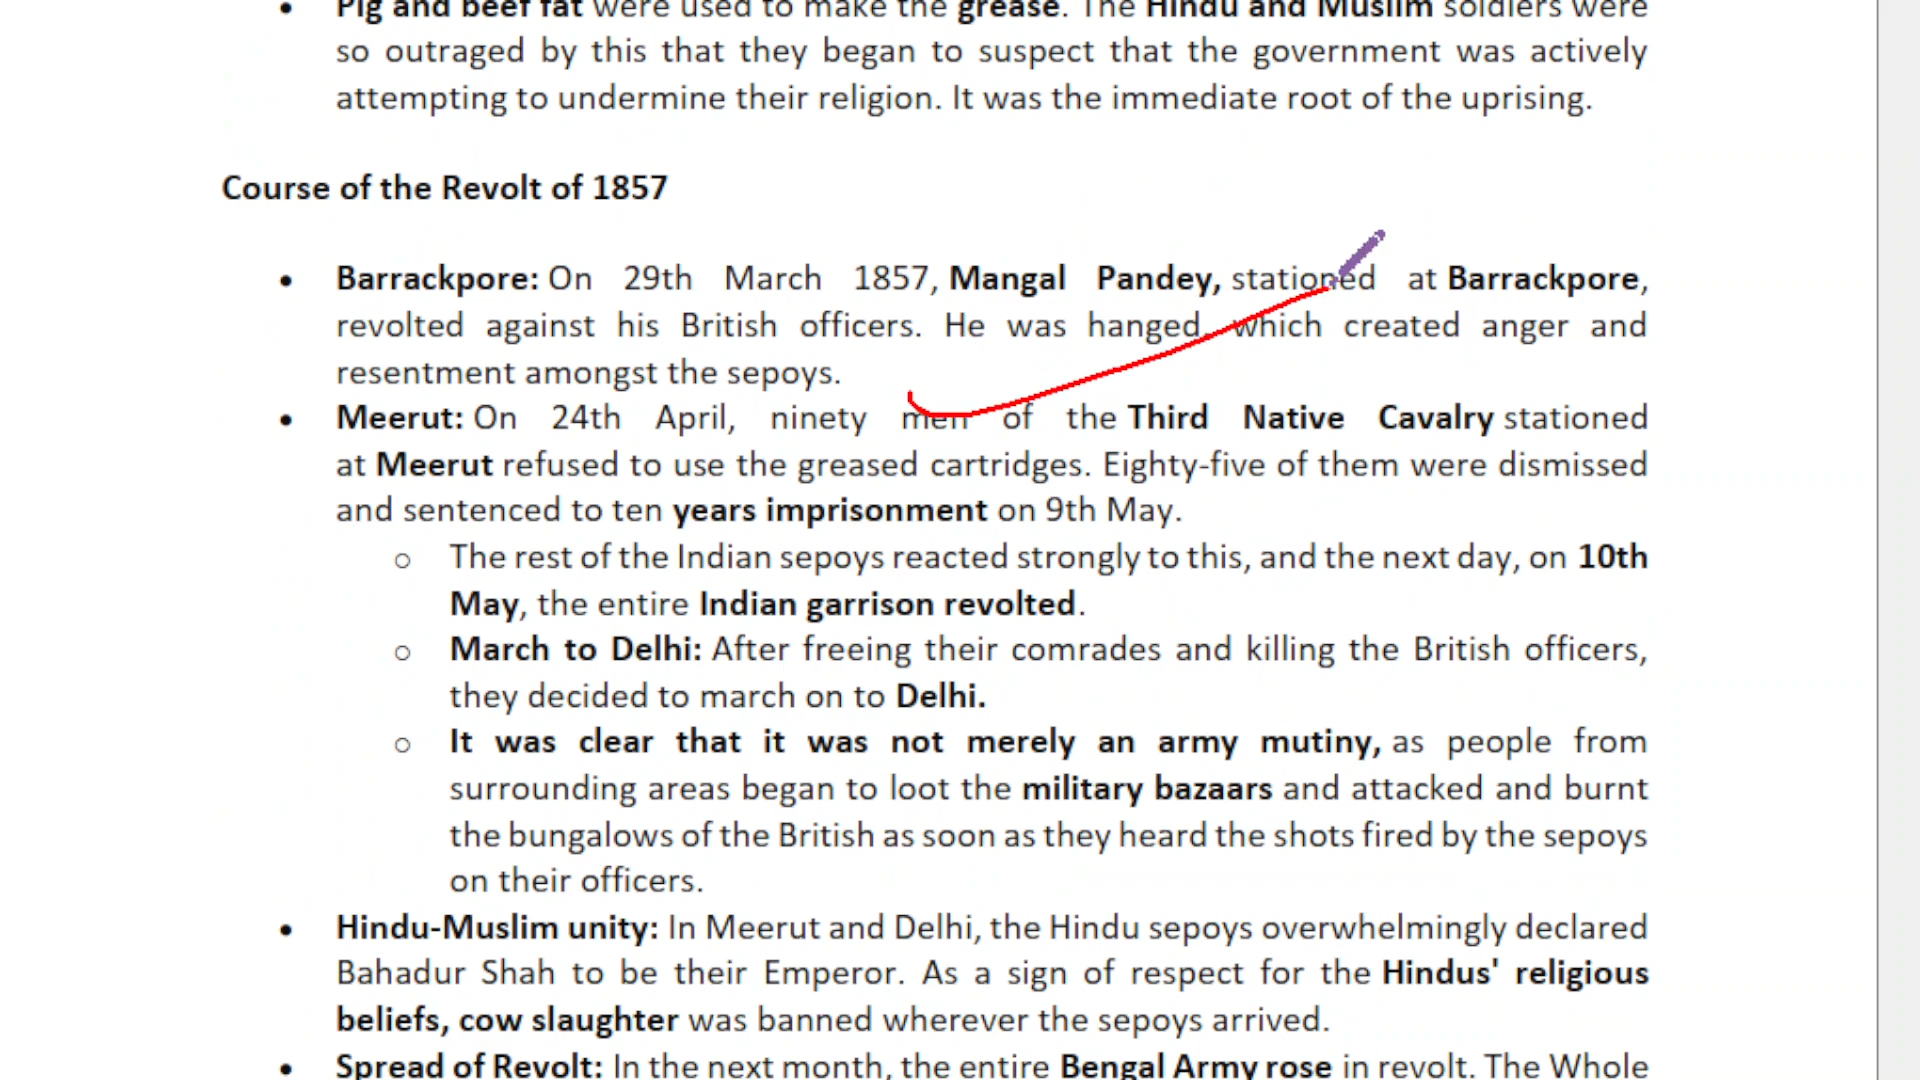 • Pig and beef fat were used to make the grease. The Hindu and Muslim soldiers were
so outraged by this that they began to suspect that the government was actively
attempting to undermine their religion. It was the immediate root of the uprising.
Course of the Revolt of 1857
• Barrackpore: On 29th March 1857, Mangal Pandey, stationed at Barrackpore,
revolted against his British officers. He was hanged, which created anger and
resentment amongst the sepoys.
• Meerut: On 24th April, ninety men of the Third Native Cavalry stationed
at Meerut refused to use the greased cartridges. Eighty-five of them were dismissed
and sentenced to ten years imprisonment on 9th May.
o The rest of the Indian sepoys reacted strongly to this, and the next day, on 10th
May, the entire Indian garrison revolted.
o March to Delhi: After freeing their comrades and killing the British officers,
they decided to march on to Delhi.
o It was clear that it was not merely an army mutiny, as people from
surrounding areas began to loot the military bazaars and attacked and burnt
the bungalows of the British as soon as they heard the shots fired by the sepoys
on their officers.
• Hindu-Muslim unity: In Meerut and Delhi, the Hindu sepoys overwhelmingly declared
Bahadur Shah to be their Emperor. As a sign of respect for the Hindus' religious
beliefs, cow slaughter was banned wherever the sepoys arrived.
• Spread of Revolt: In the next month, the entire Bengal Army rose in revolt. The Whole